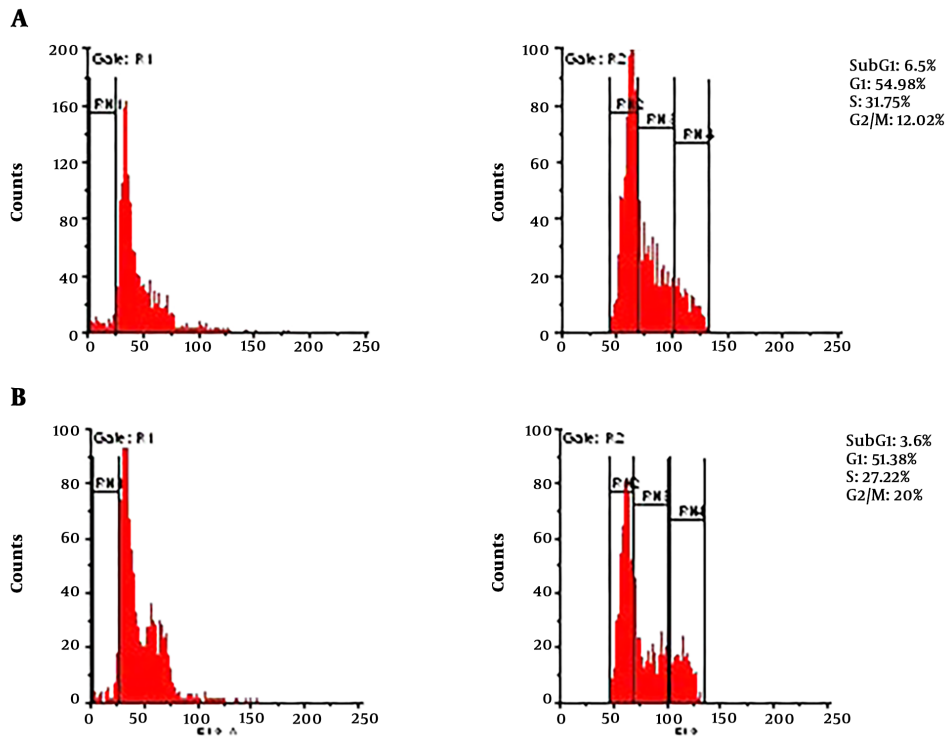 A
Gate: R1
200
160
120
80
40
0
Counts
0 50 100 150 200 250
Gate: R2
100
80
60
40
20
0
Counts
0 50 100 150 200 250
SubG1: 6.5%
G1: 54.98%
S: 31.75%
G2/M: 12.02%
B
Gate: R1
100
80
60
40
20
0
Counts
0 50 100 150 200 250
Gate: R2
100
80
60
40
20
0
Counts
0 50 100 150 200 250
SubG1: 3.6%
G1: 51.38%
S: 27.22%
G2/M: 20%